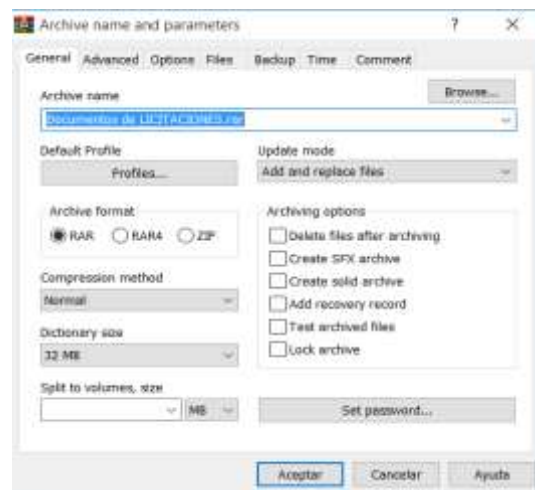 Archive name and parameters ? ×
General Advanced Options Files Backup Time Comment
Archive name
Browse...
Documentos de LICITACIONES.rar
Default Profile
Update mode
Profiles...
Add and replace files
Archive format
Archiving options
RAR RAR4 ZIP
Delete files after archiving
Create SFX archive
Compression method
Create solid archive
Normal
Add recovery record
Dictionary size
Test archived files
32 MB
Lock archive
Split to volumes, size
MB
Set password...
Aceptar Cancelar Ayuda